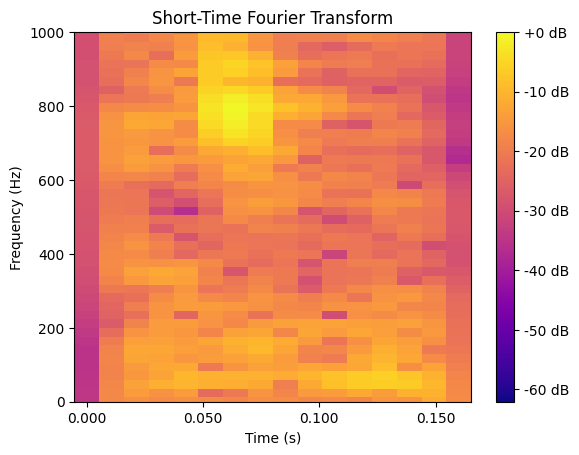 Short-Time Fourier Transform
Frequency (Hz)
1000
800
600
400
200
0
0.000
0.050
0.100
0.150
Time (s)
+0 dB
-10 dB
-20 dB
-30 dB
-40 dB
-50 dB
-60 dB